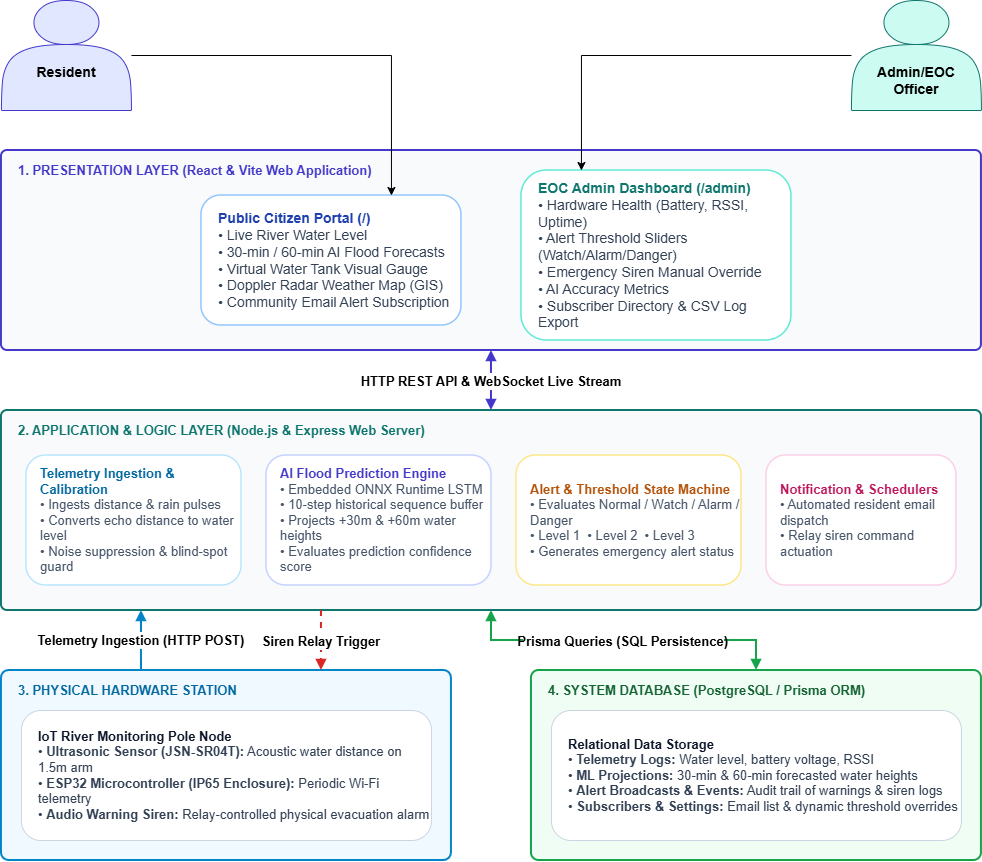 Resident
Admin/EOC
Officer
1. PRESENTATION LAYER (React & Vite Web Application)
Public Citizen Portal (/)
• Live River Water Level
• 30-min / 60-min AI Flood Forecasts
• Virtual Water Tank Visual Gauge
• Doppler Radar Weather Map (GIS)
• Community Email Alert Subscription
EOC Admin Dashboard (/admin)
• Hardware Health (Battery, RSSI,
Uptime)
• Alert Threshold Sliders
(Watch/Alarm/Danger)
• Emergency Siren Manual Override
• AI Accuracy Metrics
• Subscriber Directory & CSV Log
Export
HTTP REST API & WebSocket Live Stream
2. APPLICATION & LOGIC LAYER (Node.js & Express Web Server)
Telemetry Ingestion &
Calibration
• Ingests distance & rain pulses
• Converts echo distance to water
level
• Noise suppression & blind-spot
guard
AI Flood Prediction Engine
• Embedded ONNX Runtime LSTM
• 10-step historical sequence buffer
• Projects +30m & +60m water
heights
• Evaluates prediction confidence
score
Alert & Threshold State Machine
• Evaluates Normal / Watch / Alarm /
Danger
• Level 1 • Level 2 • Level 3
• Generates emergency alert status
Notification & Schedulers
• Automated resident email
dispatch
• Relay siren command
actuation
Telemetry Ingestion (HTTP POST)
Siren Relay Trigger
Prisma Queries (SQL Persistence)
3. PHYSICAL HARDWARE STATION
IoT River Monitoring Pole Node
• Ultrasonic Sensor (JSN-SR04T): Acoustic water distance on
1.5m arm
• ESP32 Microcontroller (IP65 Enclosure): Periodic Wi-Fi
telemetry
• Audio Warning Siren: Relay-controlled physical evacuation alarm
4. SYSTEM DATABASE (PostgreSQL / Prisma ORM)
Relational Data Storage
• Telemetry Logs: Water level, battery voltage, RSSI
• ML Projections: 30-min & 60-min forecasted water heights
• Alert Broadcasts & Events: Audit trail of warnings & siren logs
• Subscribers & Settings: Email list & dynamic threshold overrides